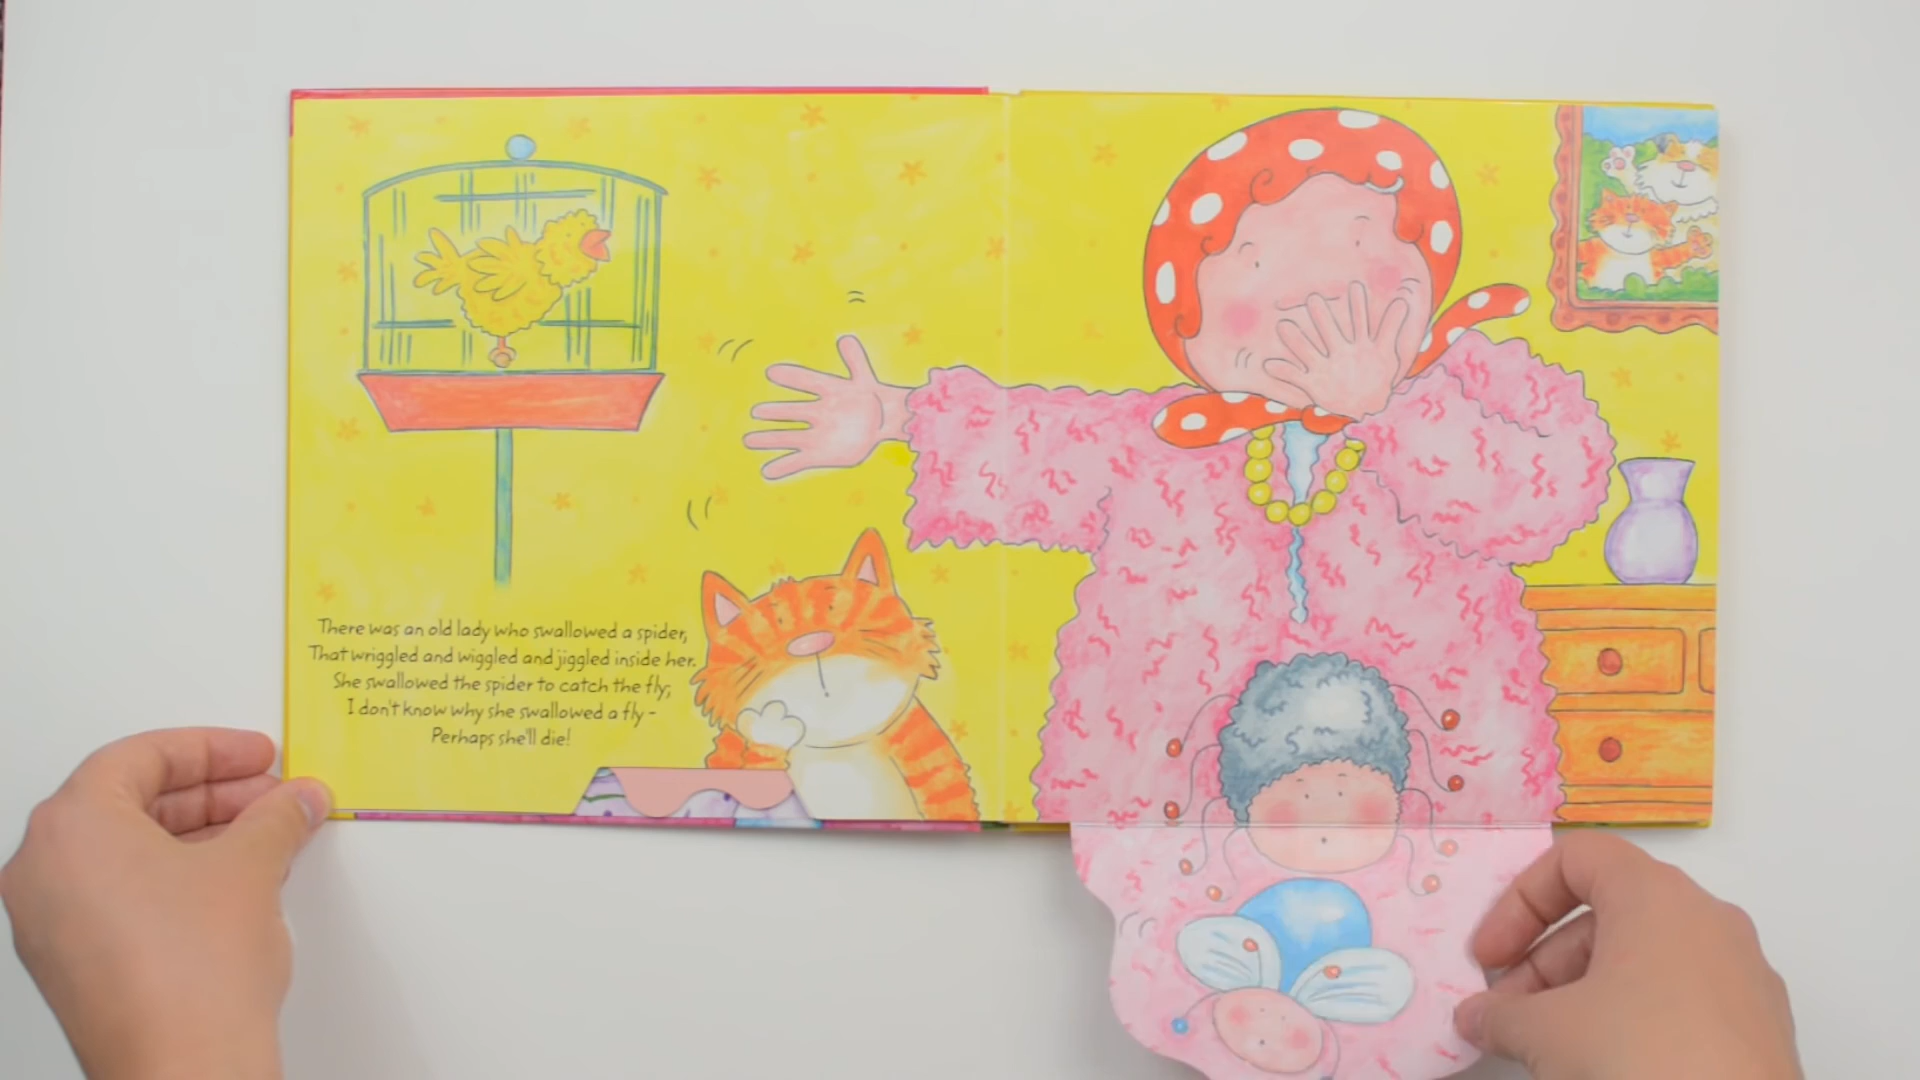 There was an old lady who swallowed a spider,
That wriggled and wiggled and jiggled inside her.
She swallowed the spider to catch the fly;
I don't know why she swallowed a fly -
Perhaps she'll die!